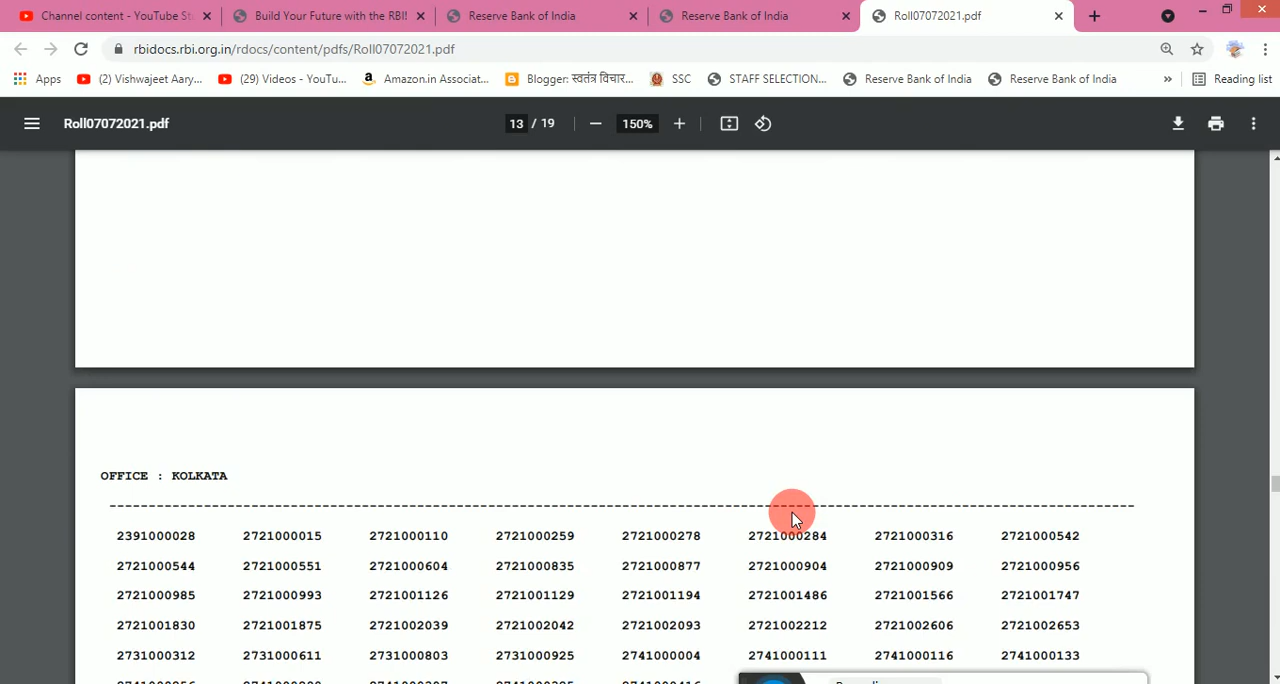 Channel content - YouTube St
Build Your Future with the RBI!
Reserve Bank of India
Reserve Bank of India
Roll07072021.pdf
rbidocs.rbi.org.in/rdocs/content/pdfs/Roll07072021.pdf
Apps
(2) Vishwajeet Aary...
(29) Videos - YouTu...
Amazon.in Associat...
Blogger: स्वतंत्र विचार...
SSC
STAFF SELECTION...
Reserve Bank of India
Reserve Bank of India
»
Reading list
Roll07072021.pdf
13 / 19
150%
OFFICE : KOLKATA
2391000028 2721000015 2721000110 2721000259 2721000278 2721000284 2721000316 2721000542
2721000544 2721000551 2721000604 2721000835 2721000877 2721000904 2721000909 2721000956
2721000985 2721000993 2721001126 2721001129 2721001194 2721001486 2721001566 2721001747
2721001830 2721001875 2721002039 2721002042 2721002093 2721002212 2721002606 2721002653
2731000312 2731000611 2731000803 2731000925 2741000004 2741000111 2741000116 2741000133